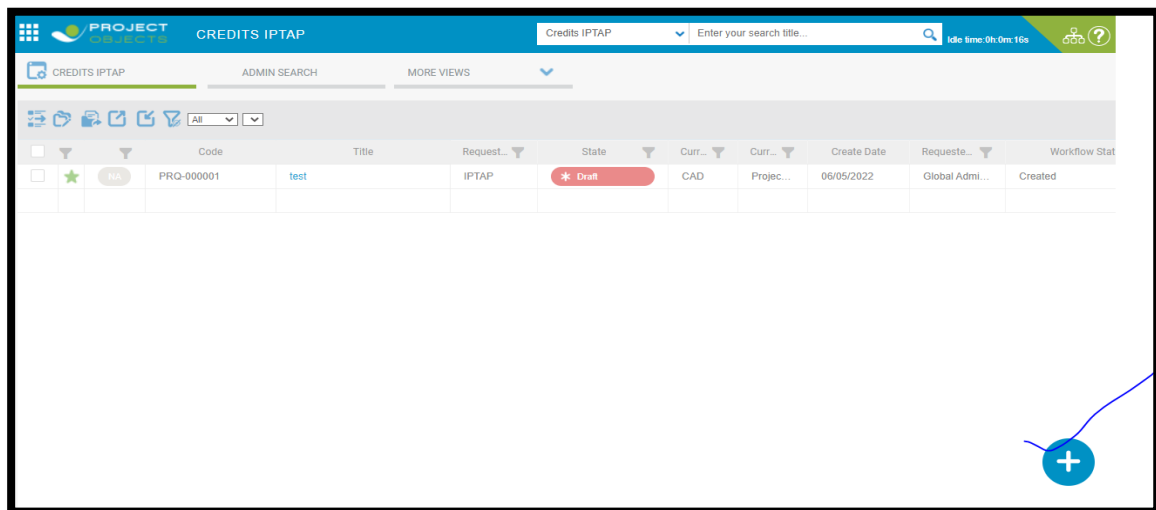 PROJECT OBJECTS CREDITS IPTAP Credits IPTAP Enter your search title... Idle time:0h:0m:16s ?
CREDITS IPTAP ADMIN SEARCH MORE VIEWS
All
Code Title Request... State Curr... Curr... Create Date Requeste... Workflow Stat
NA PRQ-000001 test IPTAP Draft CAD Projec... 06/05/2022 Global Admi... Created